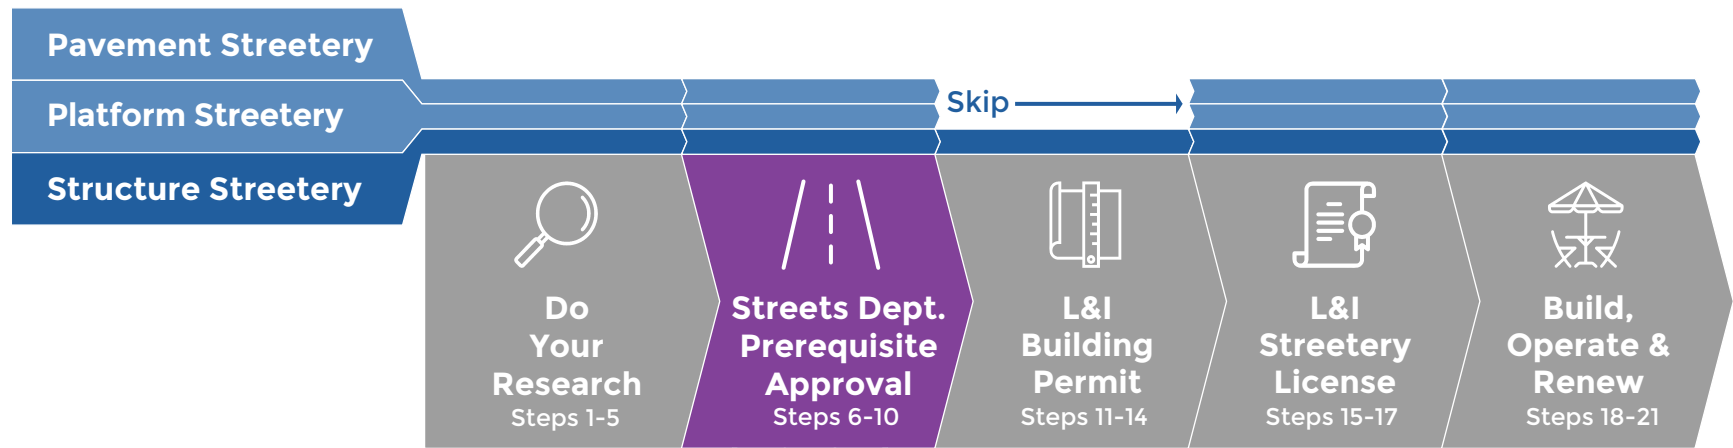 Pavement Streetery
Platform Streetery
Structure Streetery
Skip
Do
Your
Research
Steps 1-5
Streets Dept.
Prerequisite
Approval
Steps 6-10
L&I
Building
Permit
Steps 11-14
L&I
Streetery
License
Steps 15-17
Build,
Operate &
Renew
Steps 18-21